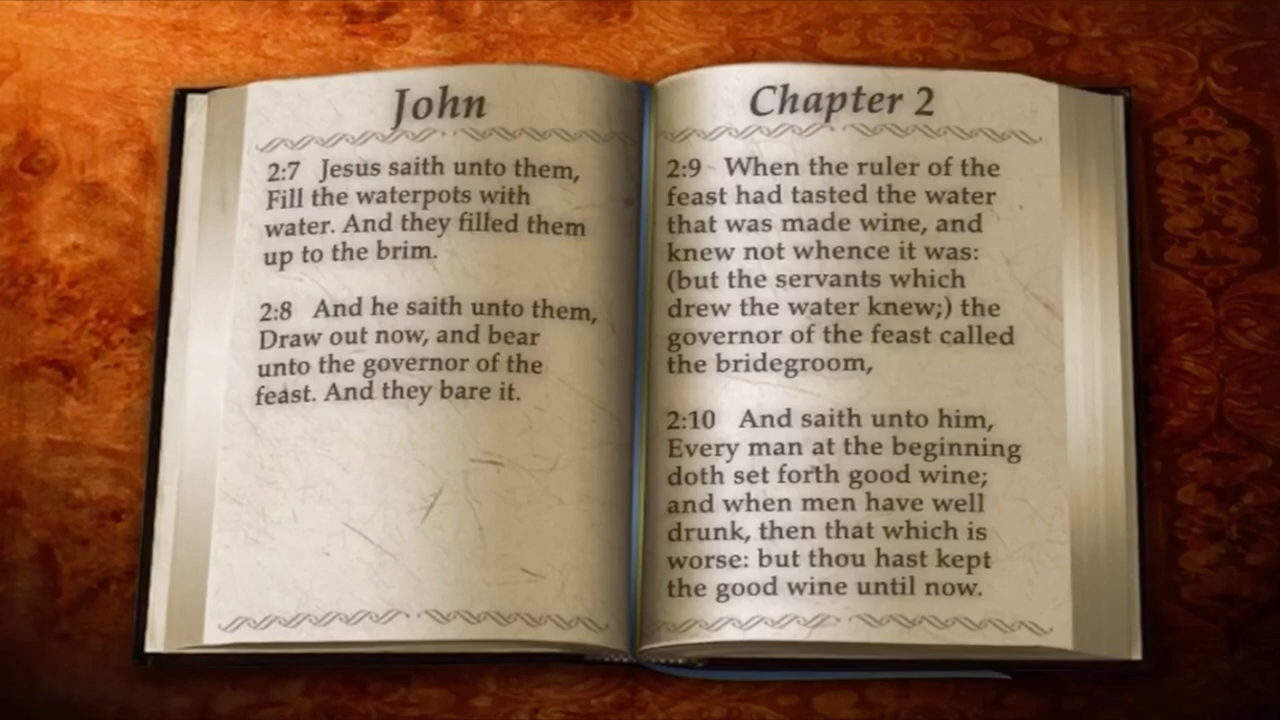 John
2:7 Jesus saith unto them,
Fill the waterpots with
water. And they filled them
up to the brim.
2:8 And he saith unto them,
Draw out now, and bear
unto the governor of the
feast. And they bare it.
Chapter 2
2:9 When the ruler of the
feast had tasted the water
that was made wine, and
knew not whence it was:
(but the servants which
drew the water knew;) the
governor of the feast called
the bridegroom,
2:10 And saith unto him,
Every man at the beginning
doth set forth good wine;
and when men have well
drunk, then that which is
worse: but thou hast kept
the good wine until now.